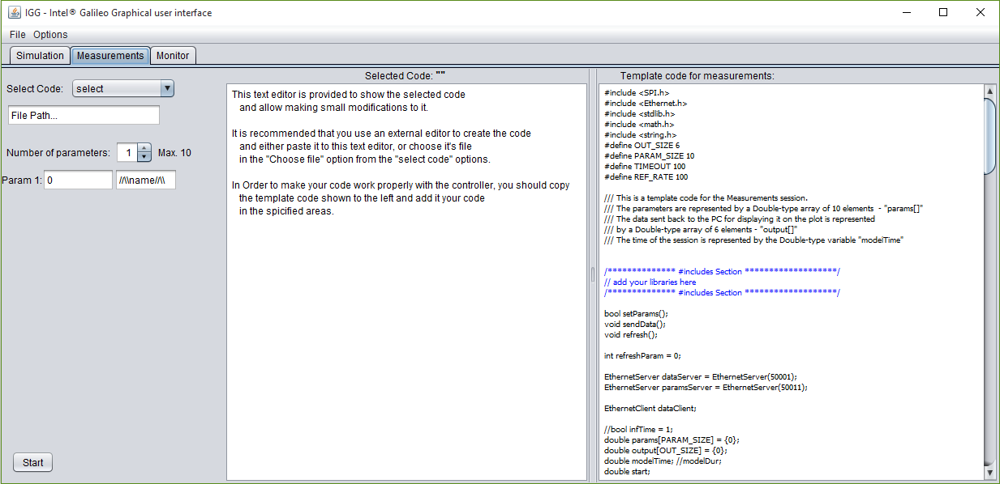 IGG - Intel® Galileo Graphical user interface
File Options
Simulation Measurements Monitor
Select Code: select
File Path...
Number of parameters: 1 Max. 10
Param 1: 0 //\\name//\\
Start
Selected Code: ""
This text editor is provided to show the selected code
and allow making small modifications to it.
It is recommended that you use an external editor to create the code
and either paste it to this text editor, or choose it's file
in the "Choose file" option from the "select code" options.
In Order to make your code work properly with the controller, you should copy
the template code shown to the left and add it your code
in the spicified areas.
Template code for measurements:
#include <SPI.h>
#include <Ethernet.h>
#include <stdlib.h>
#include <math.h>
#include <string.h>
#define OUT_SIZE 6
#define PARAM_SIZE 10
#define TIMEOUT 100
#define REF_RATE 100
/// This is a template code for the Measurements session.
/// The parameters are represented by a Double-type array of 10 elements - "params[]"
/// The data sent back to the PC for displaying it on the plot is represented
/// by a Double-type array of 6 elements - "output[]"
/// The time of the session is represented by the Double-type variable "modelTime"
/************** #includes Section *******************/
// add your libraries here
/************** #includes Section *******************/
bool setParams();
void sendData();
void refresh();
int refreshParam = 0;
EthernetServer dataServer = EthernetServer(50001);
EthernetServer paramsServer = EthernetServer(50011);
EthernetClient dataClient;
//bool infTime = 1;
double params[PARAM_SIZE] = {0};
double output[OUT_SIZE] = {0};
double modelTime; //modelDur;
double start;